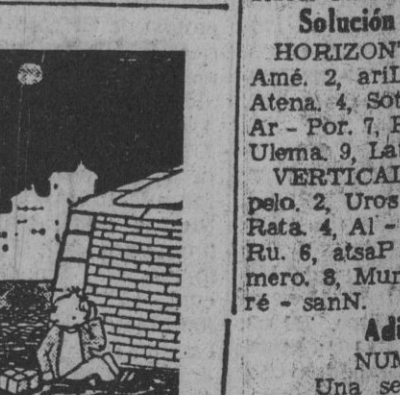 Solución
HORIZONT
Amé. 2, ariL
Atena. 4, Sot
Ar - Por. 7,
Ulema. 9, Lat
VERTICAL
pelo. 2, Uros
Rata. 4, Al -
Ru. 6, atsaP
mero. 8, Mur
ré - sanN.
Adi
NUM
Una se